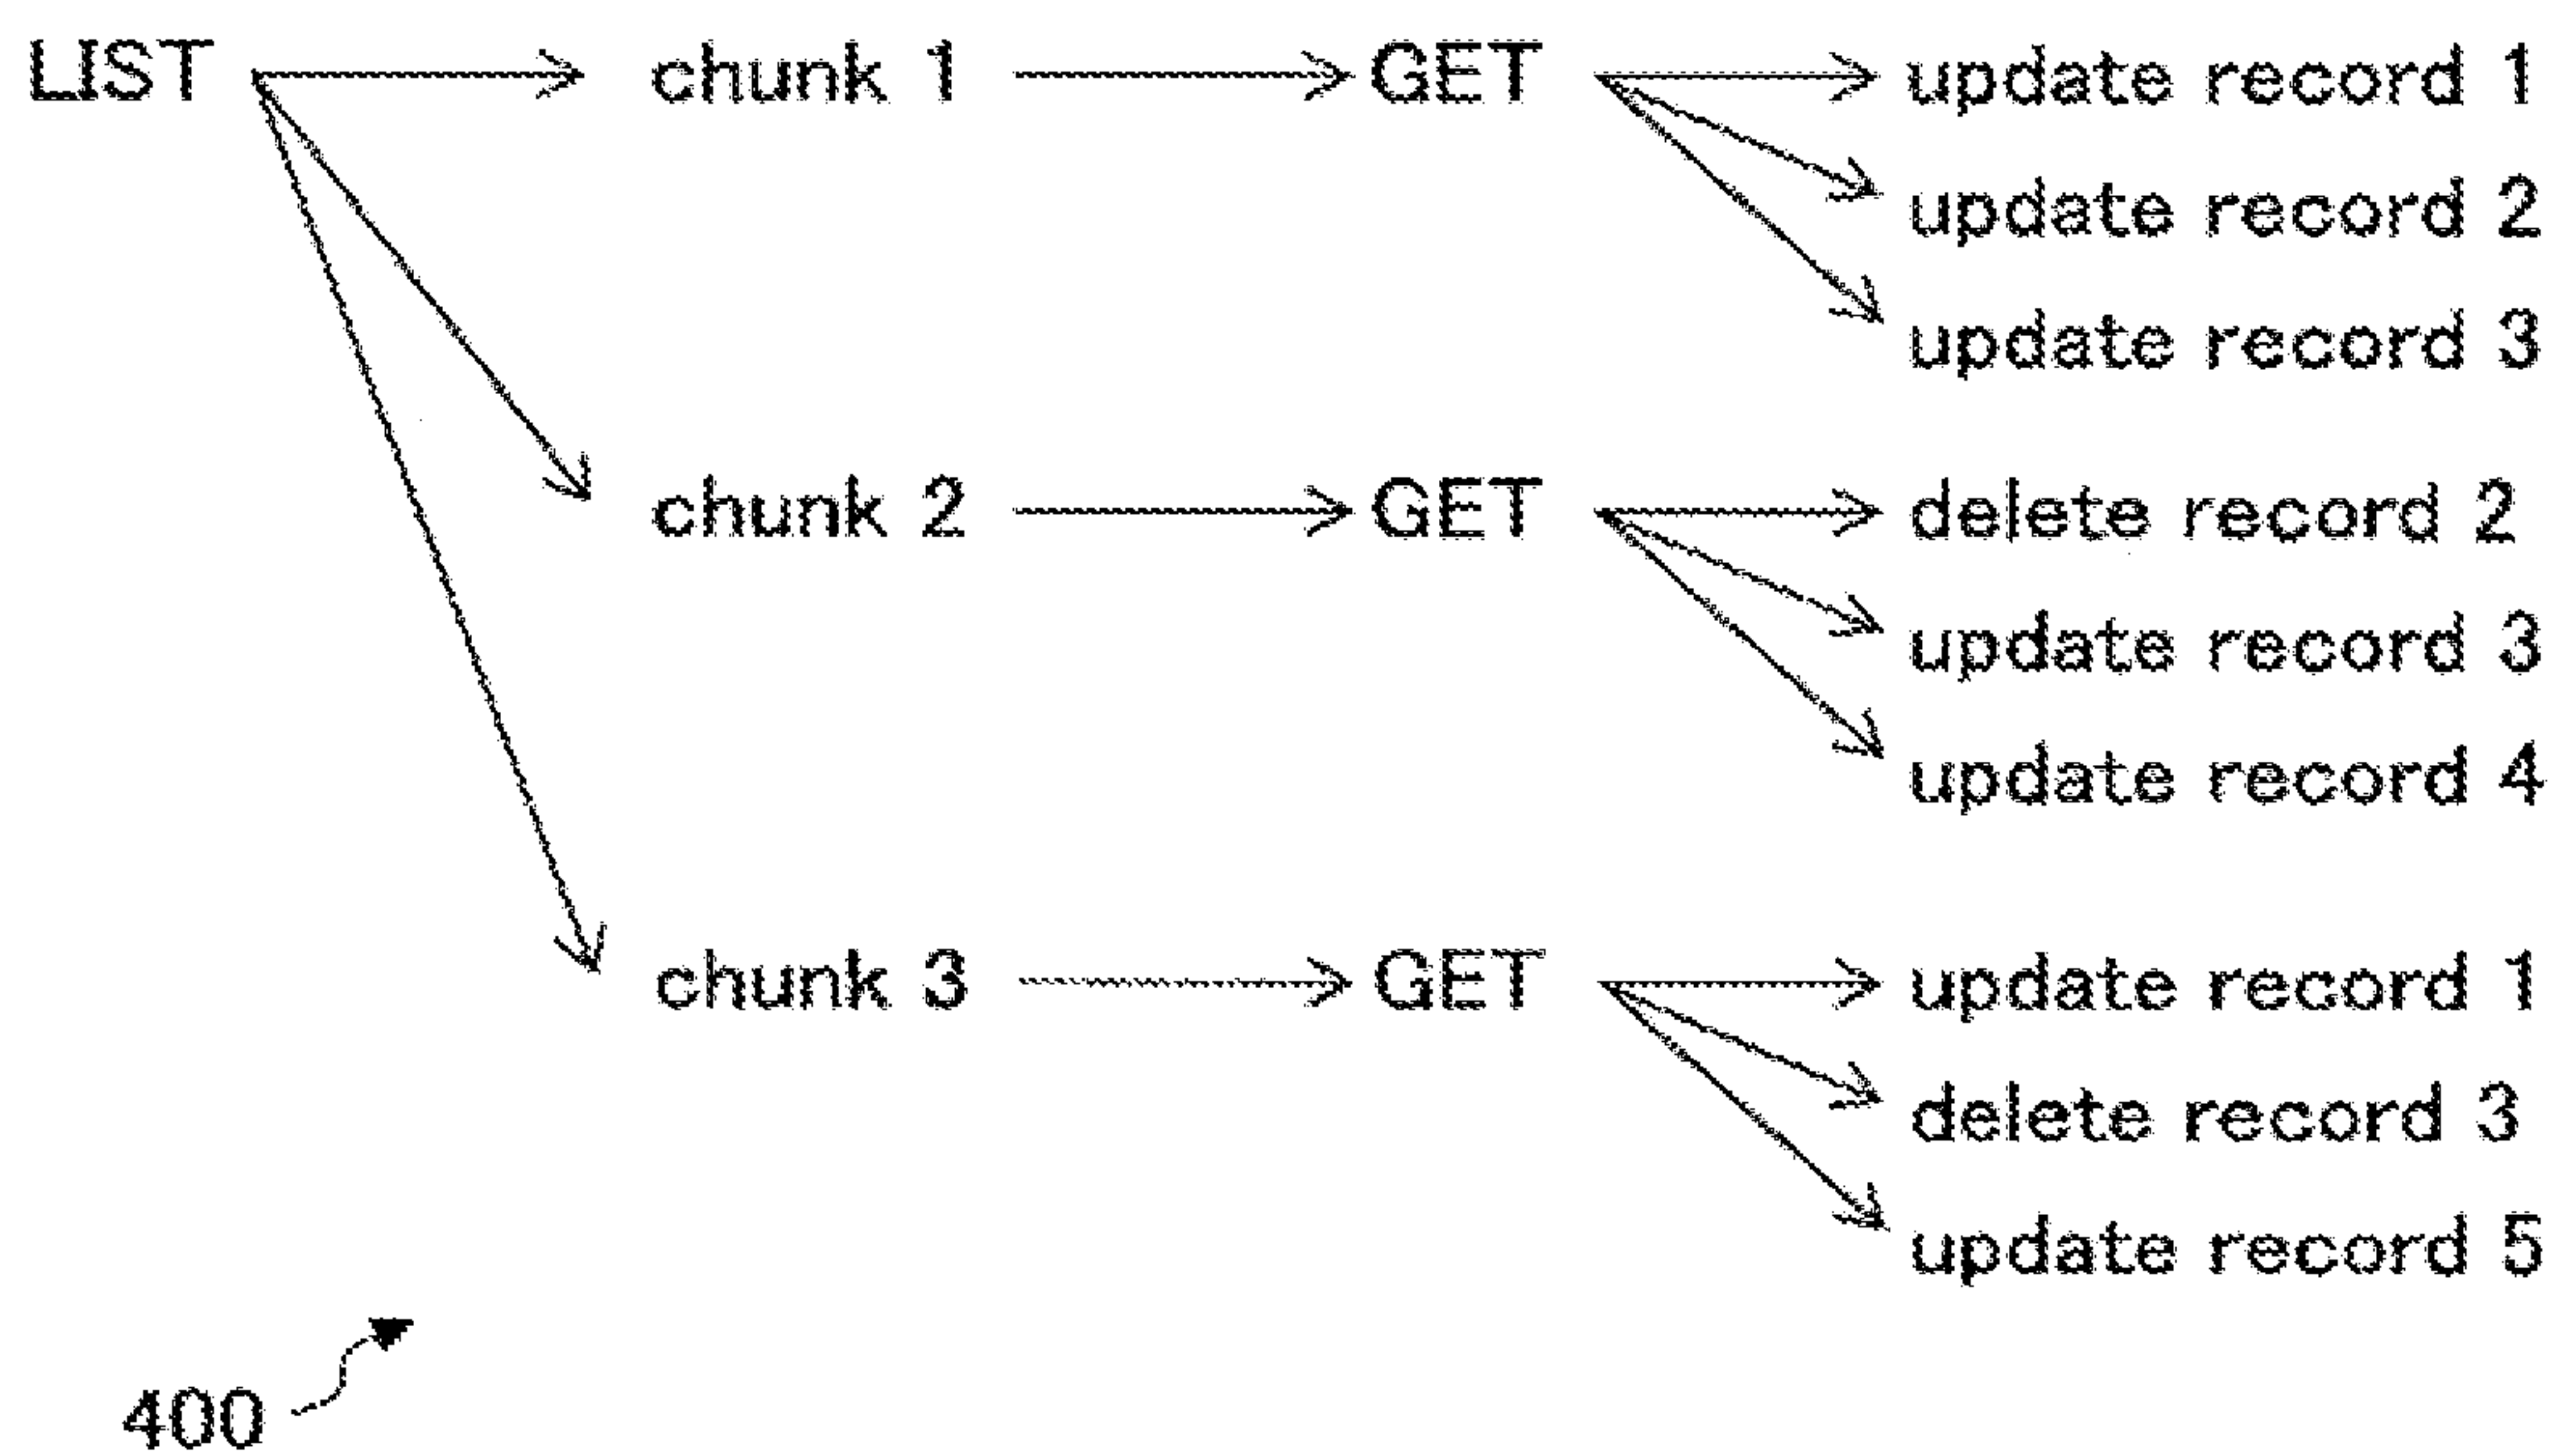 LIST chunk 1 GET update record 1
update record 2
update record 3
chunk 2 GET delete record 2
update record 3
update record 4
chunk 3 GET update record 1
delete record 3
update record 5
400